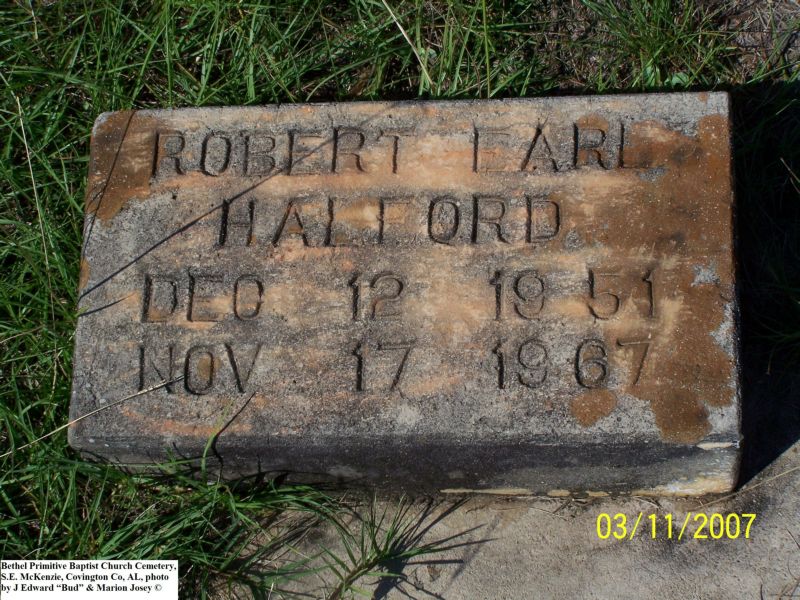 ROBERT EARL
HALFORD
DEC 12 1951
NOV 17 1967
03/11/2007
Bethel Primitive Baptist Church Cemetery,
S.E. McKenzie, Covington Co, AL, photo
by J Edward “Bud” & Marion Josey ©